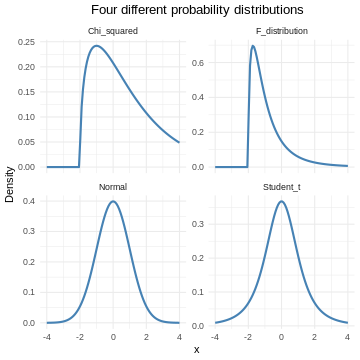 Four different probability distributions
Chi_squared
F_distribution
0.25
0.20
0.15
0.10
0.05
0.00
0.6
0.4
0.2
0.0
Density
Normal
Student_t
0.4
0.3
0.2
0.1
0.0
0.3
0.2
0.1
0.0
-4 -2 0 2 4
-4 -2 0 2 4
x